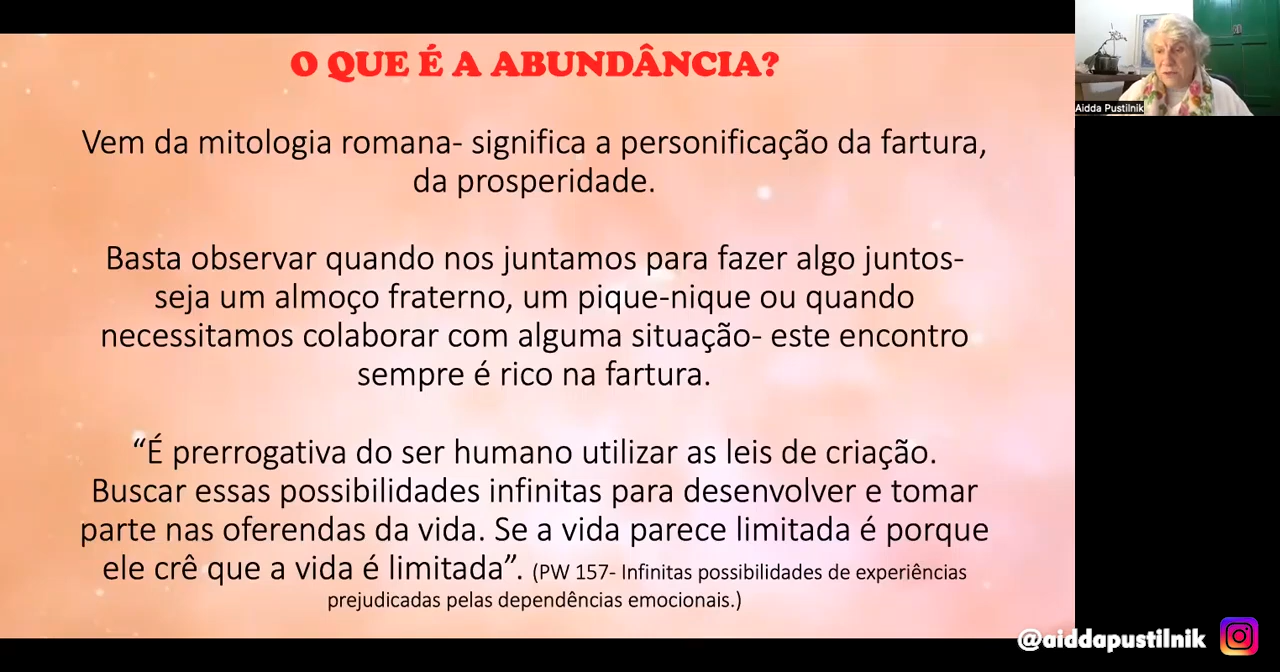 O QUE É A ABUNDÂNCIA?
Vem da mitologia romana- significa a personificação da fartura,
da prosperidade.
Basta observar quando nos juntamos para fazer algo juntos-
seja um almoço fraterno, um pique-nique ou quando
necessitamos colaborar com alguma situação- este encontro
sempre é rico na fartura.
“É prerrogativa do ser humano utilizar as leis de criação.
Buscar essas possibilidades infinitas para desenvolver e tomar
parte nas oferendas da vida. Se a vida parece limitada é porque
ele crê que a vida é limitada”. (PW 157- Infinitas possibilidades de experiências
prejudicadas pelas dependências emocionais.)
Aidda Pustilnik
@aiddapustilnik